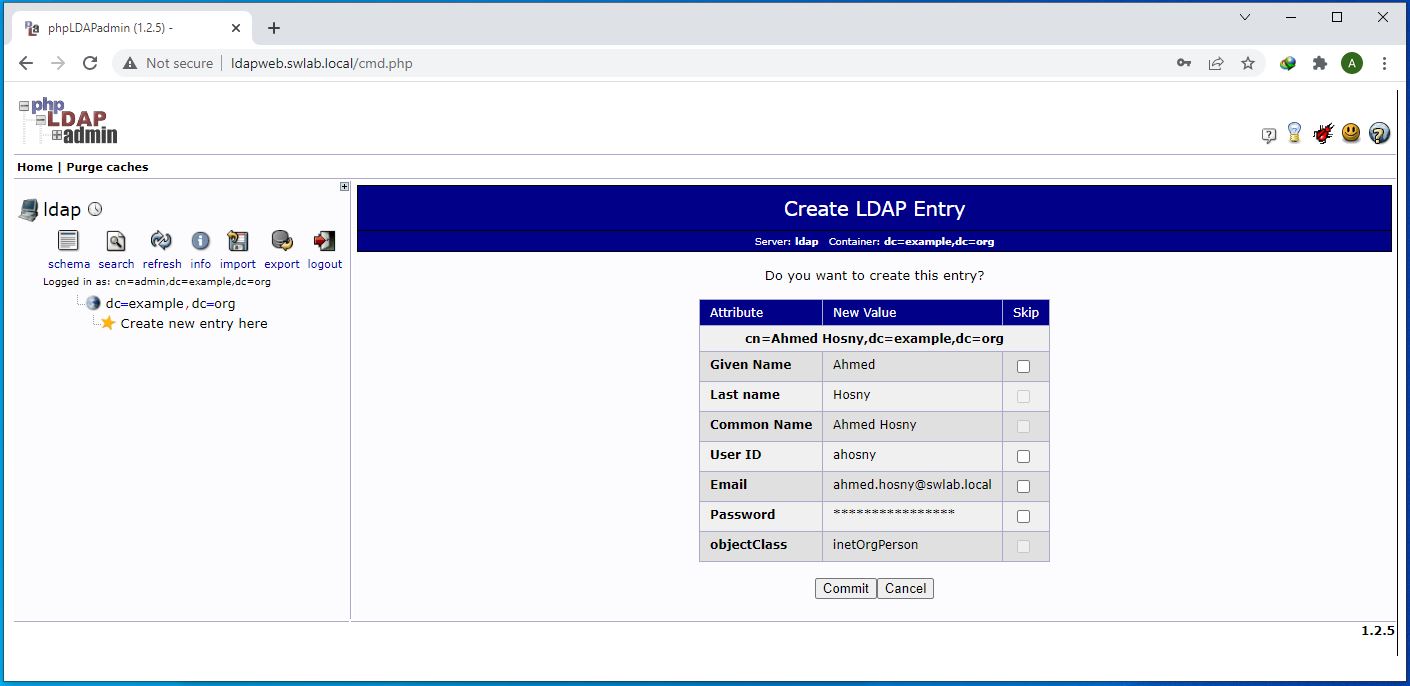 phpLDAPadmin (1.2.5) -
Not secure | ldapweb.swlab.local/cmd.php
A
php
LDAP
admin
Home | Purge caches
ldap
schema search refresh info import export logout
Logged in as: cn=admin,dc=example,dc=org
dc=example,dc=org
Create new entry here
Create LDAP Entry
Server: ldap Container: dc=example,dc=org
Do you want to create this entry?
Attribute New Value Skip
cn=Ahmed Hosny,dc=example,dc=org
Given Name Ahmed
Last name Hosny
Common Name Ahmed Hosny
User ID ahosny
Email ahmed.hosny@swlab.local
Password ****************
objectClass inetOrgPerson
Commit Cancel
1.2.5